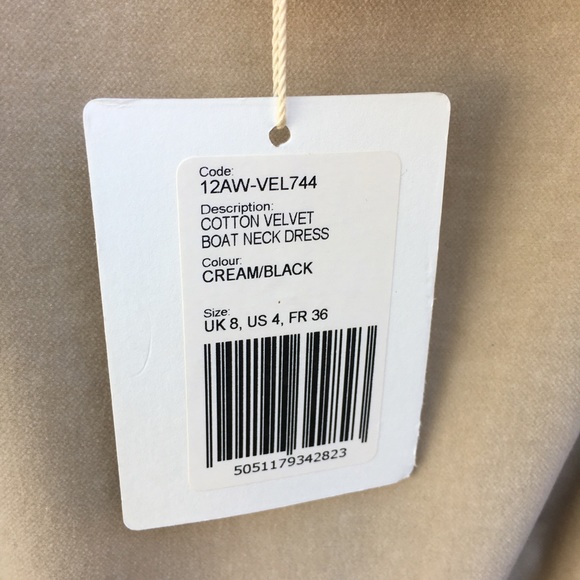 Code:
12AW-VEL744
Description:
COTTON VELVET
BOAT NECK DRESS
Colour:
CREAM/BLACK
Size:
UK 8, US 4, FR 36
5051179342823